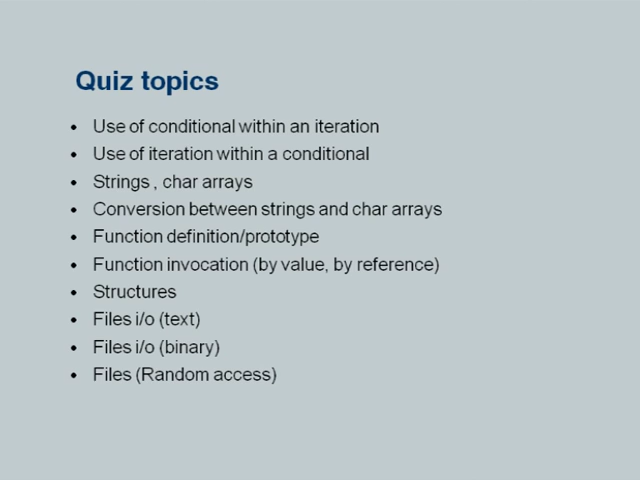 Quiz topics
• Use of conditional within an iteration
• Use of iteration within a conditional
• Strings , char arrays
• Conversion between strings and char arrays
• Function definition/prototype
• Function invocation (by value, by reference)
• Structures
• Files i/o (text)
• Files i/o (binary)
• Files (Random access)